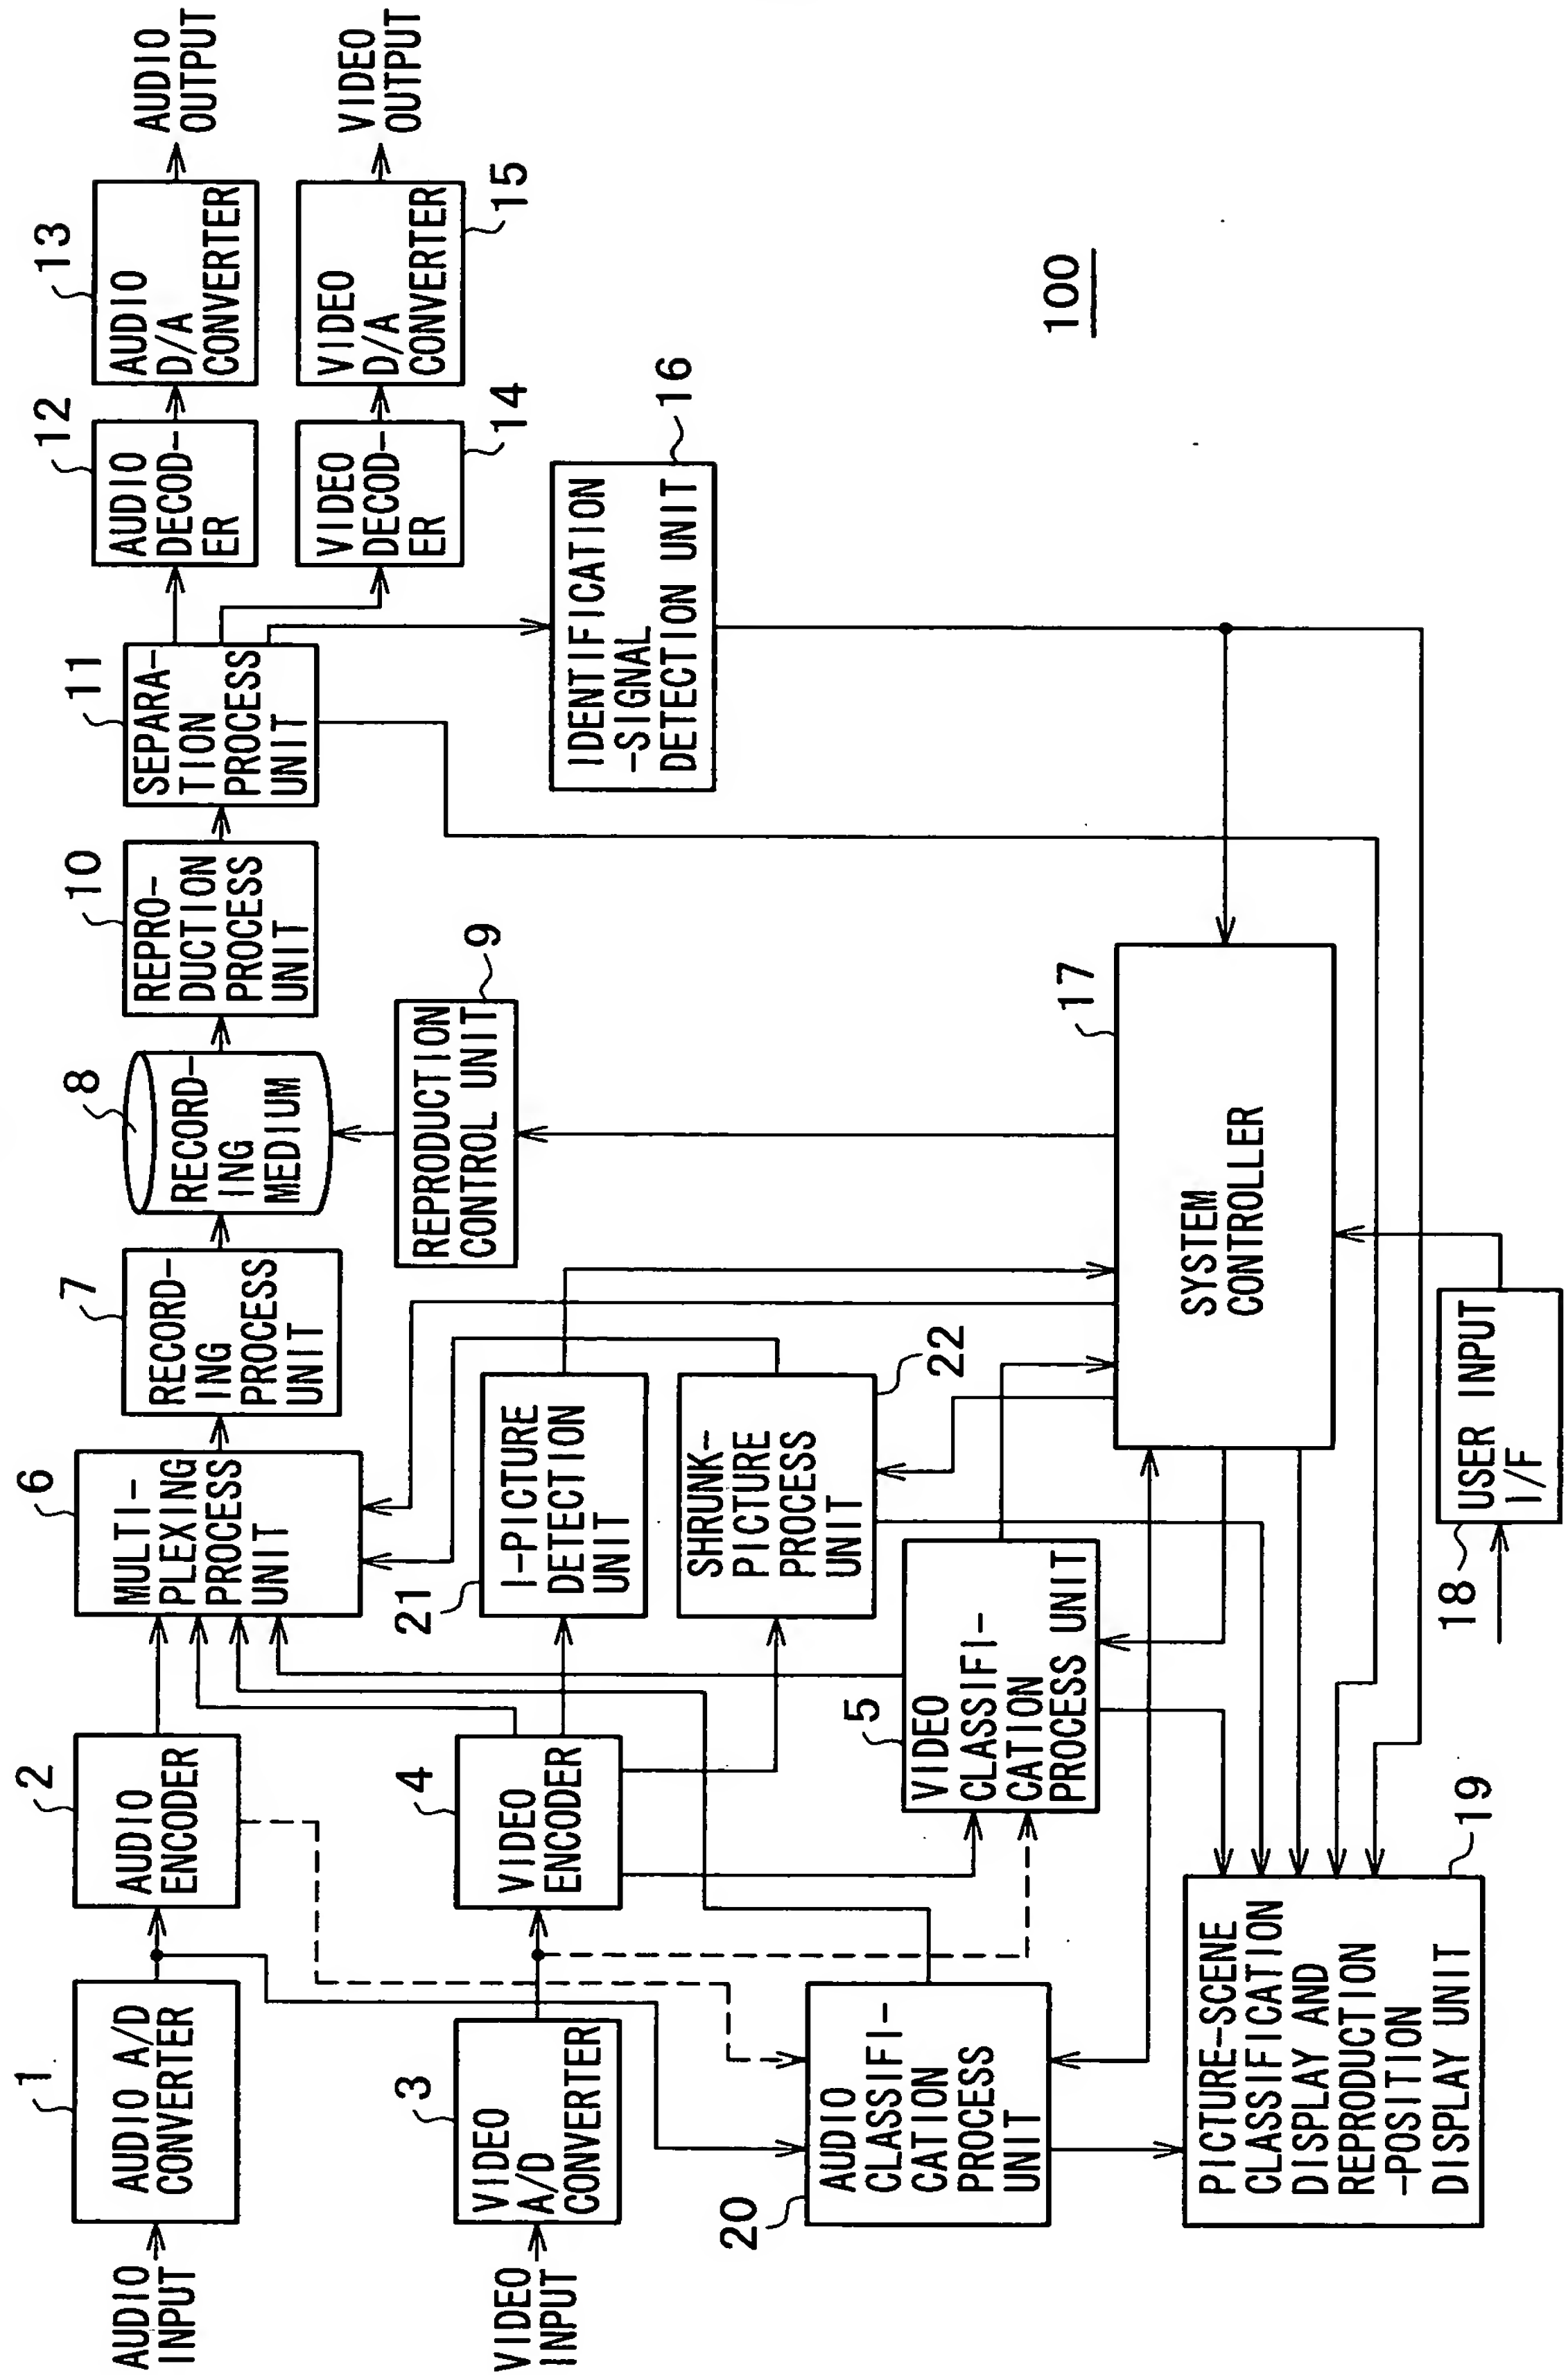 AUDIO
INPUT
1
AUDIO A/D
CONVERTER
2
AUDIO
ENCODER
6
MULTI-
PLEXING
PROCESS
UNIT
7
RECORD-
ING
PROCESS
UNIT
8
RECORD-
ING
MEDIUM
10
REPRO-
DUCTION
PROCESS
UNIT
11
SEPARA-
TION
PROCESS
UNIT
12
AUDIO
DECOD-
ER
13
AUDIO
D/A
CONVERTER
AUDIO
OUTPUT
VIDEO
DECOD-
ER
14
VIDEO
D/A
CONVERTER
15
VIDEO
OUTPUT
VIDEO
INPUT
3
VIDEO
A/D
CONVERTER
4
VIDEO
ENCODER
21
I-PICTURE
DETECTION
UNIT
9
REPRODUCTION
CONTROL UNIT
16
IDENTIFICATION
-SIGNAL
DETECTION UNIT
22
SHRUNK-
PICTURE
PROCESS
UNIT
20
AUDIO
CLASSIFI-
CATION
PROCESS
UNIT
5
VIDEO
CLASSIFI-
CATION
PROCESS UNIT
17
SYSTEM
CONTROLLER
100
19
PICTURE-SCENE
CLASSIFICATION
DISPLAY AND
REPRODUCTION
-POSITION
DISPLAY UNIT
18
USER INPUT
I/F